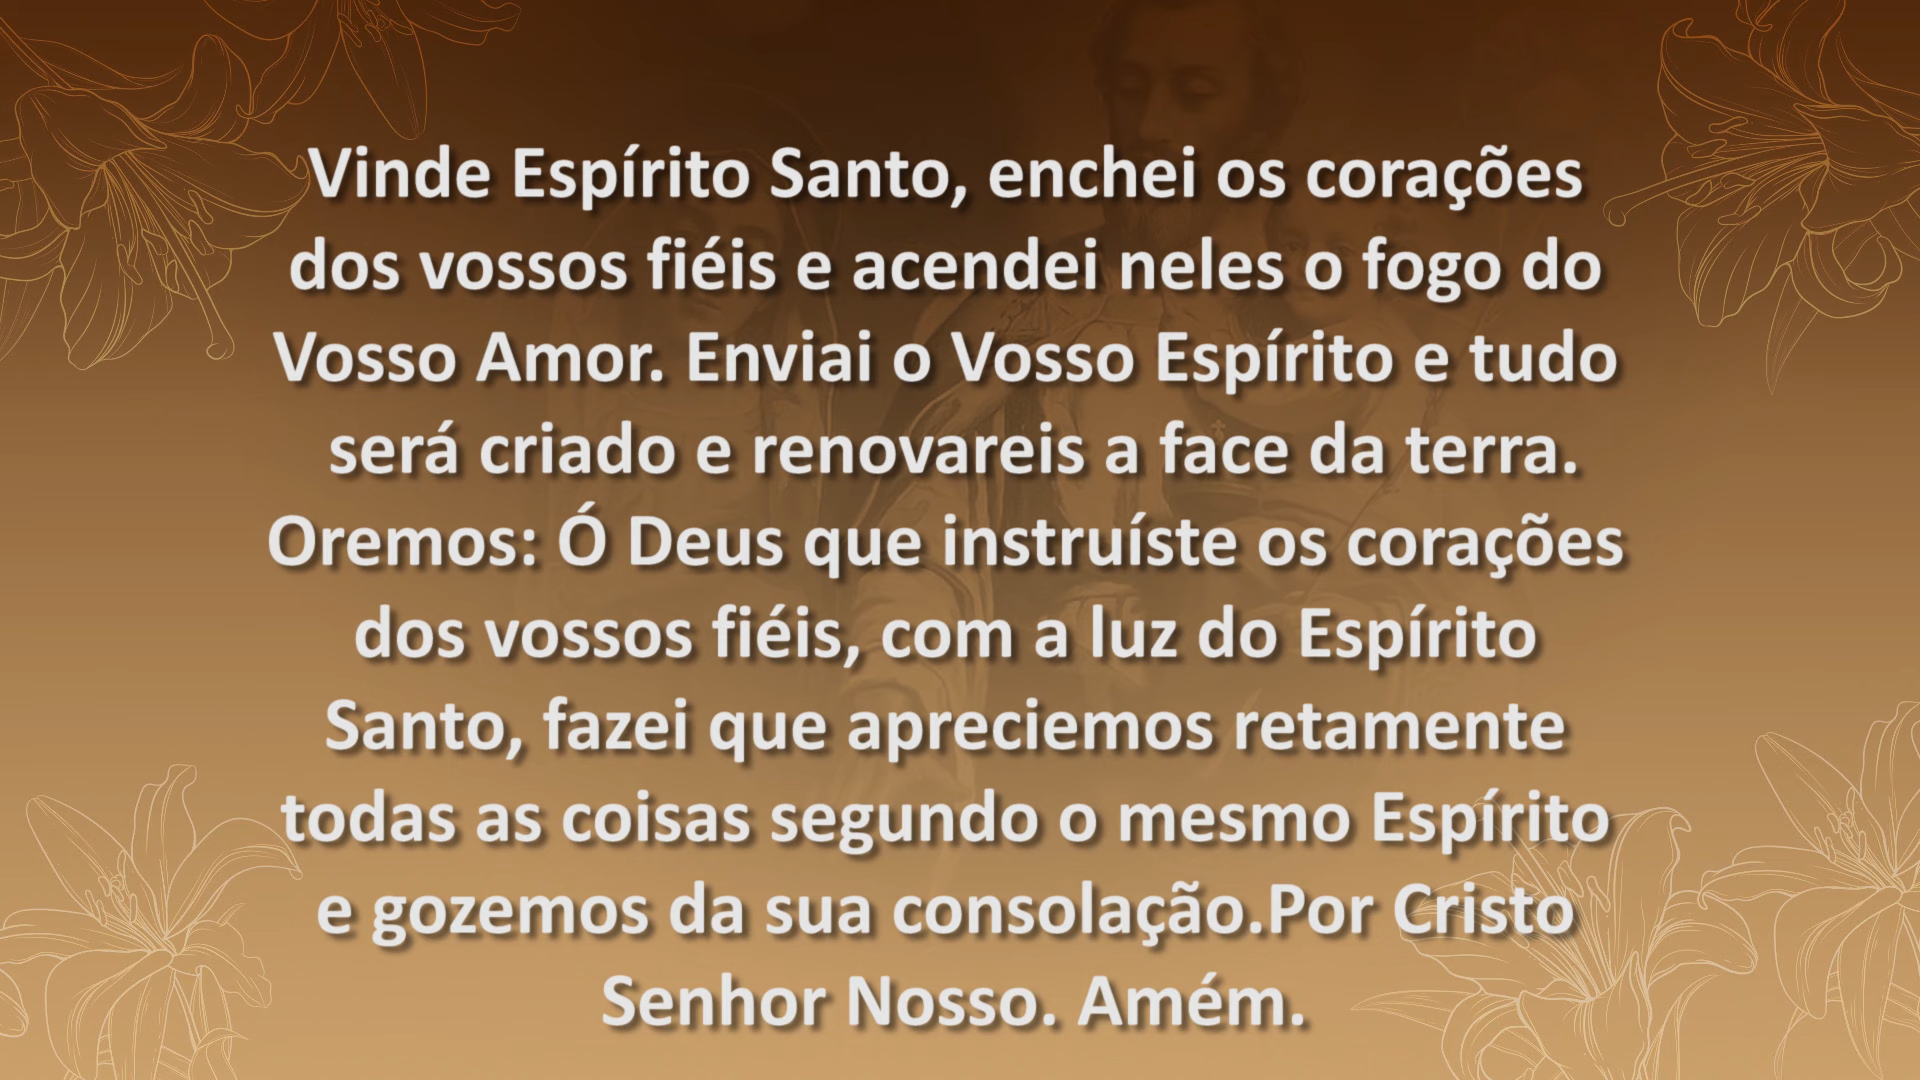 Vinde Espírito Santo, enchei os corações
dos vossos fiéis e acendei neles o fogo do
Vosso Amor. Enviai o Vosso Espírito e tudo
será criado e renovareis a face da terra.
Oremos: Ó Deus que instruíste os corações
dos vossos fiéis, com a luz do Espírito
Santo, fazei que apreciemos retamente
todas as coisas segundo o mesmo Espírito
e gozemos da sua consolação.Por Cristo
Senhor Nosso. Amém.